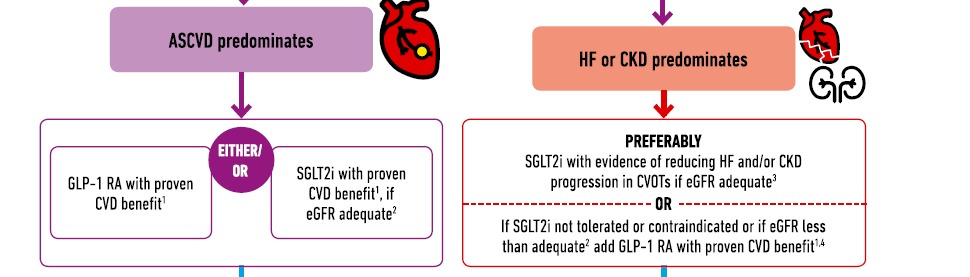 ASCVD predominates
EITHER/
OR
GLP-1 RA with proven
CVD benefit¹
SGLT2i with proven
CVD benefit¹, if
eGFR adequate²
HF or CKD predominates
PREFERABLY
SGLT2i with evidence of reducing HF and/or CKD
progression in CVOTs if eGFR adequate³
OR
If SGLT2i not tolerated or contraindicated or if eGFR less
than adequate² add GLP-1 RA with proven CVD benefit¹,⁴